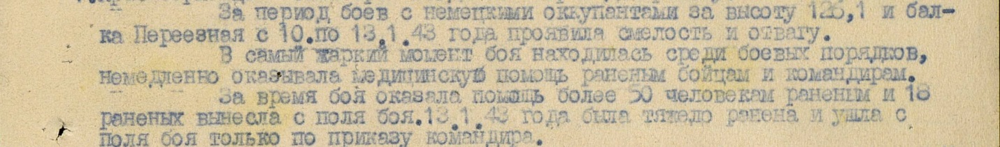 За период боев с немецкими оккупантами за высоту 126,1 и бал-
ка Переезная с 10.по 13.1.43 года проявила смелость и отвагу.
В самый жаркий момент боя находилась среди боевых порядков,
немедленно оказывала медицинскую помощь раненым бойцам и командирам.
За время боя оказала помощь более 50 человекам раненым и 18
раненых вынесла с поля боя.13.1.43 года была тяжело ранена и ушла с
поля боя только по приказу командира.